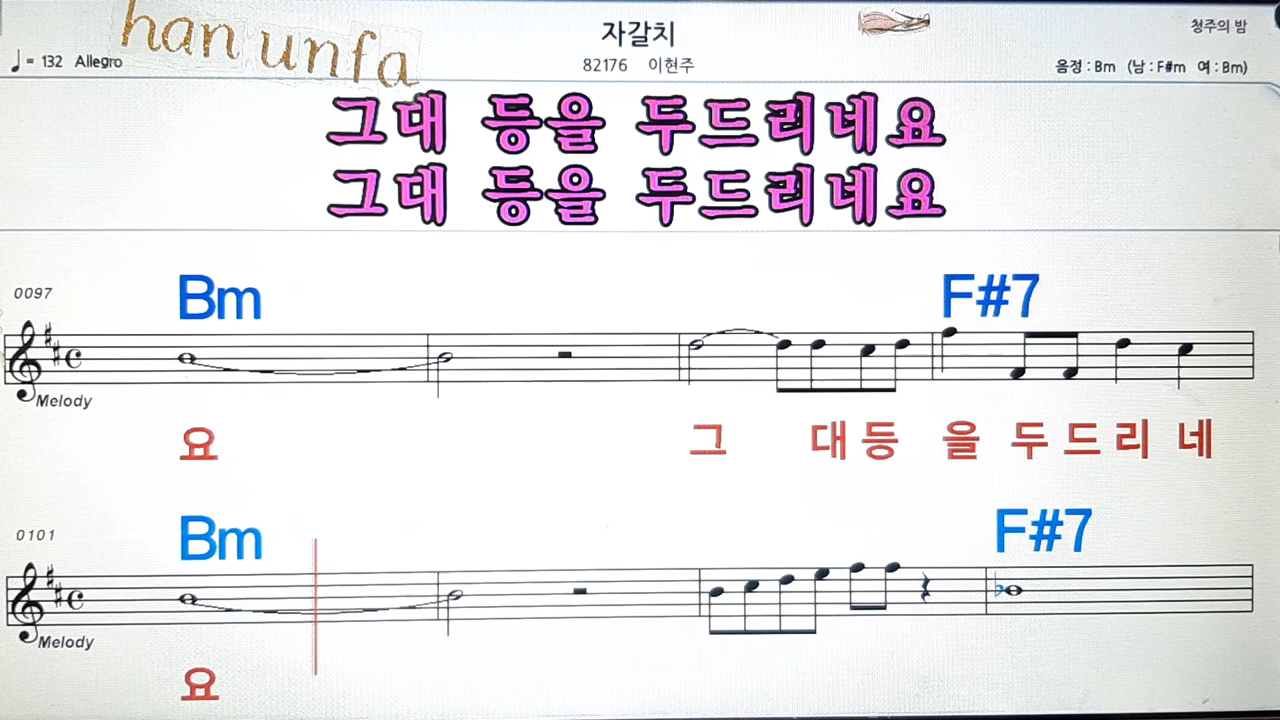 han unfa
자갈치
청주의 밤
♩= 132 Allegro
82176 이현주
음정 : Bm (남 : F#m 여 : Bm)
그대 등을 두드리네요
그대 등을 두드리네요
0097
Bm F#7
Melody
요 그 대 등 을 두 드 리 네
0101
Bm F#7
Melody
요